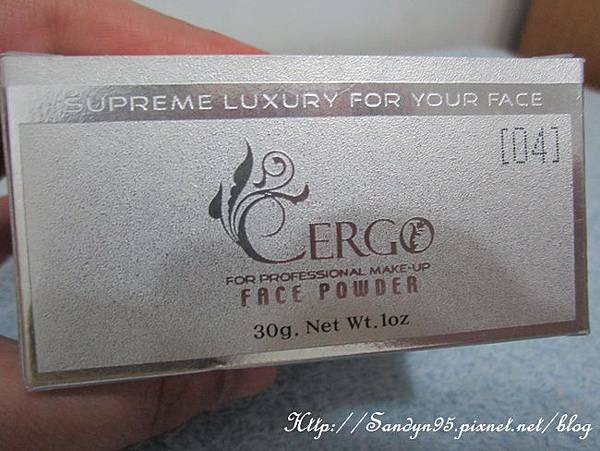 SUPREME LUXURY FOR YOUR FACE
[04]
CERGO
FOR PROFESSIONAL MAKE-UP
FACE POWDER
30g. Net Wt.1oz
Http://Sandyn95.pixnet.net/blog